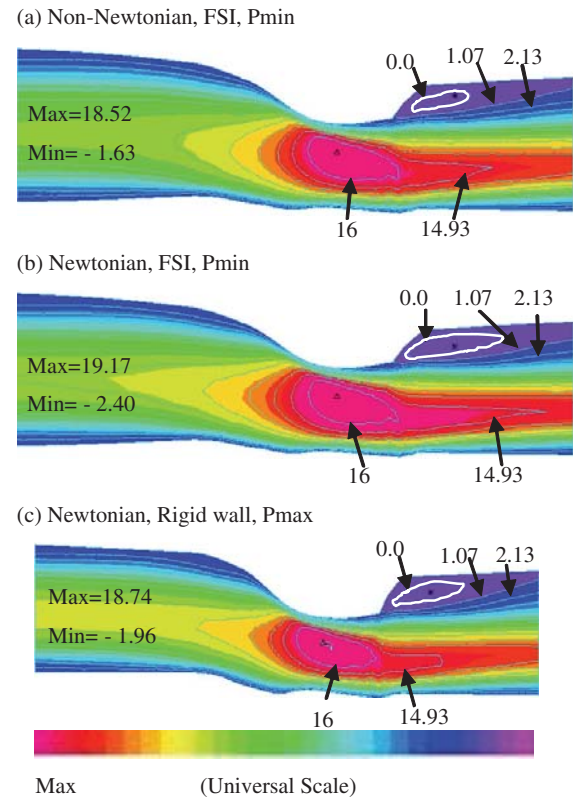 (a) Non-Newtonian, FSI, Pmin
0.0
1.07
2.13
Max=18.52
Min= - 1.63
16
14.93
(b) Newtonian, FSI, Pmin
0.0
1.07
2.13
Max=19.17
Min= - 2.40
16
14.93
(c) Newtonian, Rigid wall, Pmax
0.0
1.07
2.13
Max=18.74
Min= - 1.96
16
14.93
Max (Universal Scale)